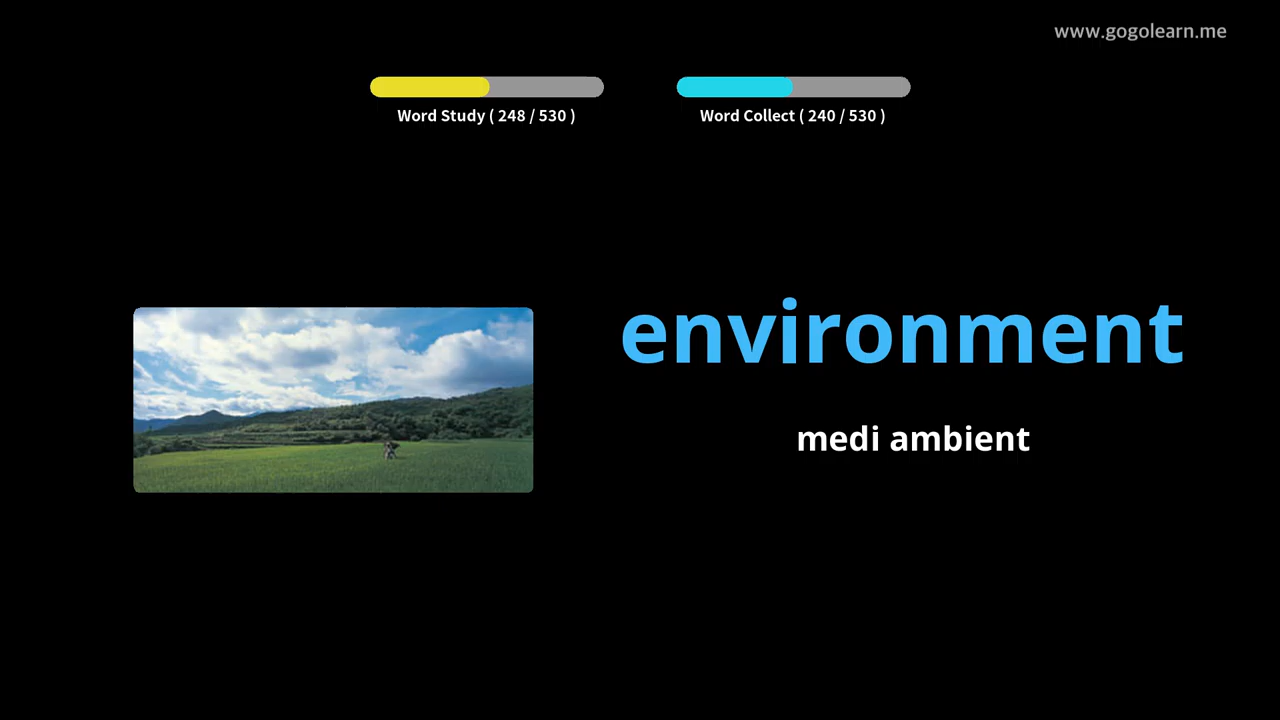 www.gogolearn.me
Word Study ( 248 / 530 )
Word Collect ( 240 / 530 )
environment
medi ambient